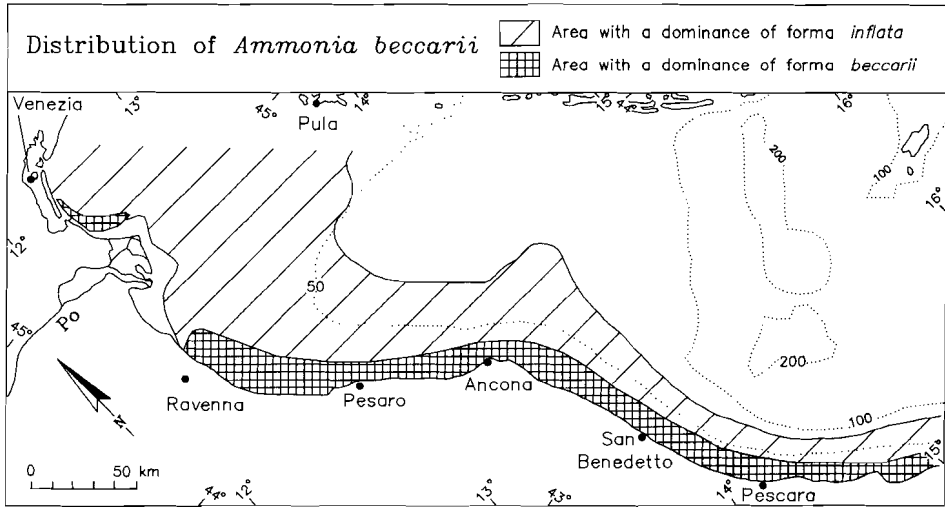 Distribution of Ammonia beccarii
Area with a dominance of forma inflata
Area with a dominance of forma beccarii
Venezia
13°
45°
14°
Pula
15°
44°
16°
200
100
16°
12°
50
Po
45°
200
100
Ravenna
Pesaro
Ancona
San
Benedetto
Pescara
15°
N
0 50 km
44°
12°
13°
43°
14°